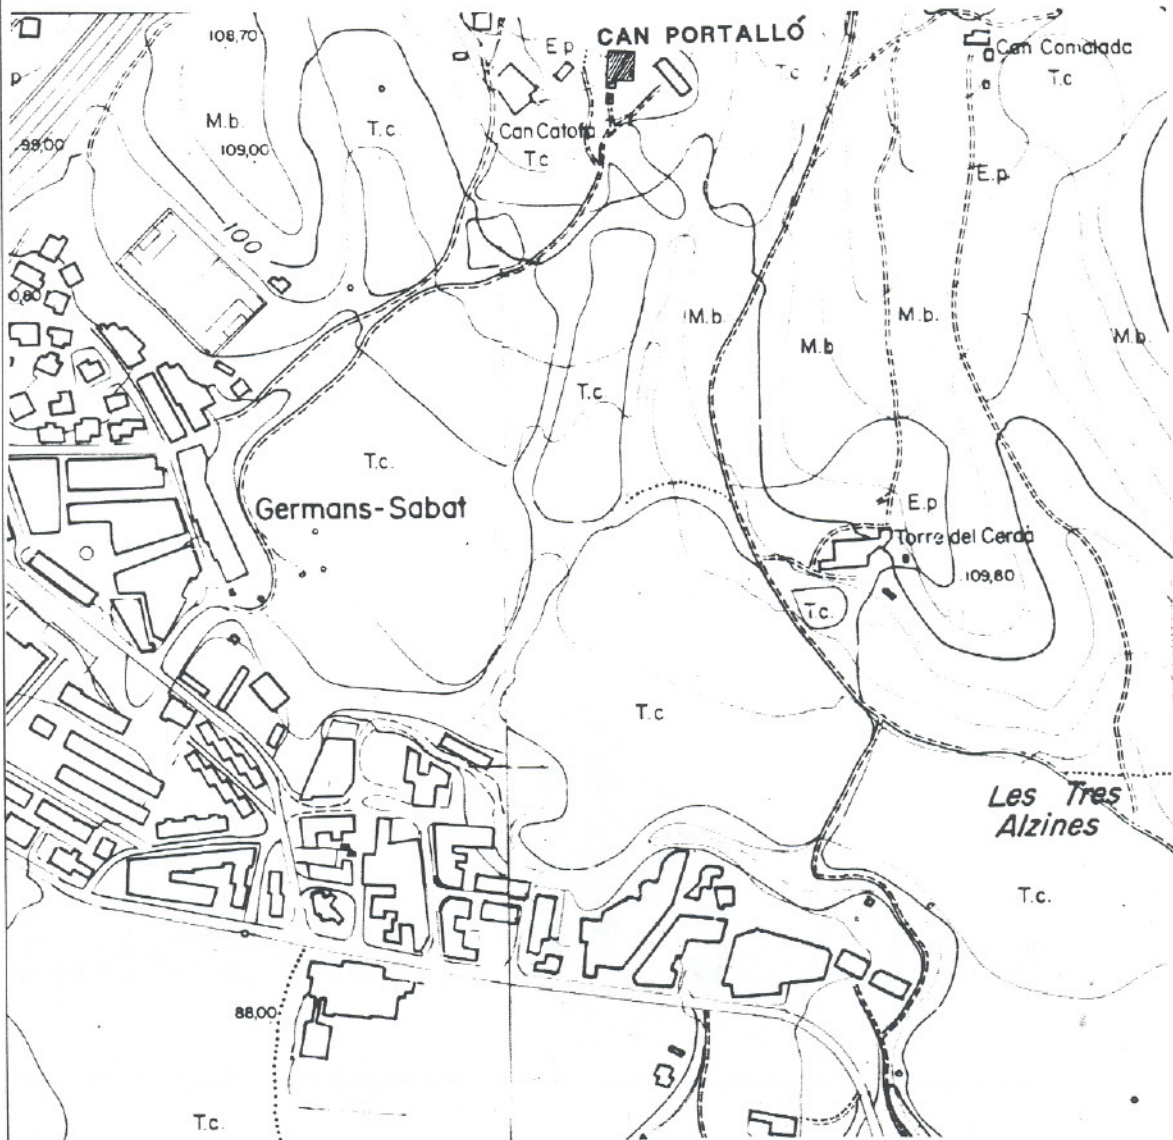 CAN PORTALLÓ
108,70
E.p
Can Comalada
T.c
T.c
p
M.b.
T.c.
109,00
Can Catofa
T.c
99,00
E.p
100
0,80
M.b.
M.b.
M.b
M.b.
T.c
T.c.
Germans-Sabat
E.p
Torre del Cerdà
109,80
T.c.
T.c
Les Tres
Alzines
T.c.
88,00
T.c.